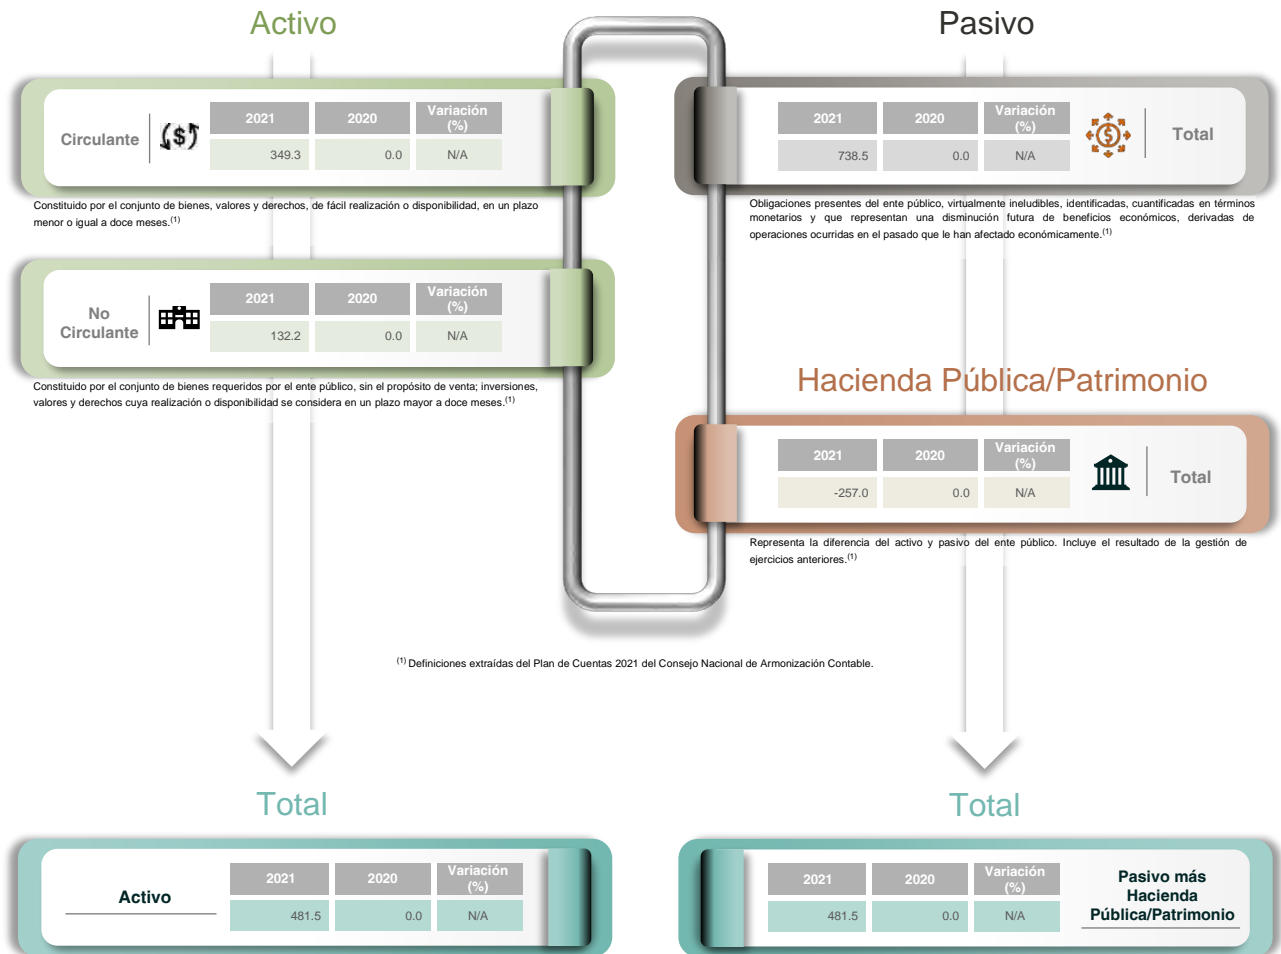 Activo
Circulante
2021 2020 Variación
(%)
349.3 0.0 N/A
Constituido por el conjunto de bienes, valores y derechos, de fácil realización o disponibilidad, en un plazo
menor o igual a doce meses.(1)
No
Circulante
2021 2020 Variación
(%)
132.2 0.0 N/A
Constituido por el conjunto de bienes requeridos por el ente público, sin el propósito de venta; inversiones,
valores y derechos cuya realización o disponibilidad se considera en un plazo mayor a doce meses.(1)
Pasivo
2021 2020 Variación
(%)
738.5 0.0 N/A
Total
Obligaciones presentes del ente público, virtualmente ineludibles, identificadas, cuantificadas en términos
monetarios y que representan una disminución futura de beneficios económicos, derivadas de
operaciones ocurridas en el pasado que le han afectado económicamente.(1)
Hacienda Pública/Patrimonio
2021 2020 Variación
(%)
-257.0 0.0 N/A
Total
Representa la diferencia del activo y pasivo del ente público. Incluye el resultado de la gestión de
ejercicios anteriores.(1)
(1) Definiciones extraídas del Plan de Cuentas 2021 del Consejo Nacional de Armonización Contable.
Total
Activo
2021 2020 Variación
(%)
481.5 0.0 N/A
Total
2021 2020 Variación
(%)
481.5 0.0 N/A
Pasivo más
Hacienda
Pública/Patrimonio